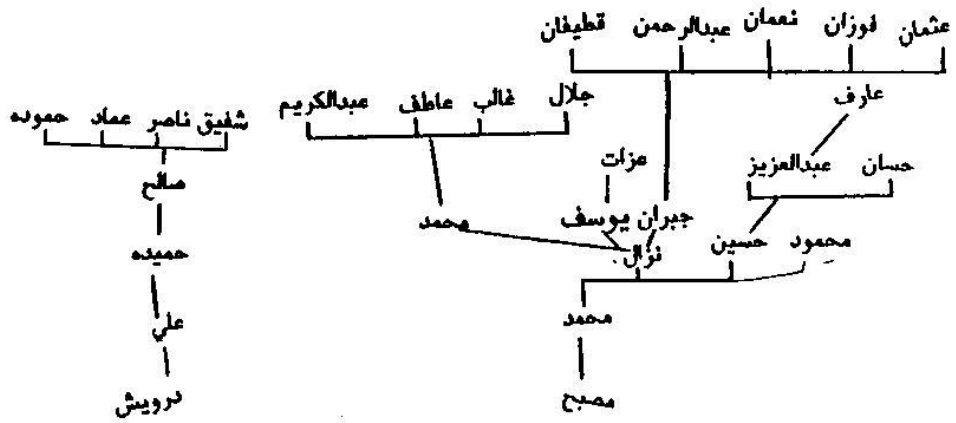 عثمان فوزان نعمان عبدالرحمن قطيفان
عارف جلال غالب عاطف عبدالكريم
شفيق ناصر عماد حموده
حسان عبدالعزيز عزات
صالح
جبران يوسف محمد
محمود حسين نزال حميده
محمد علي
مصبح درويش